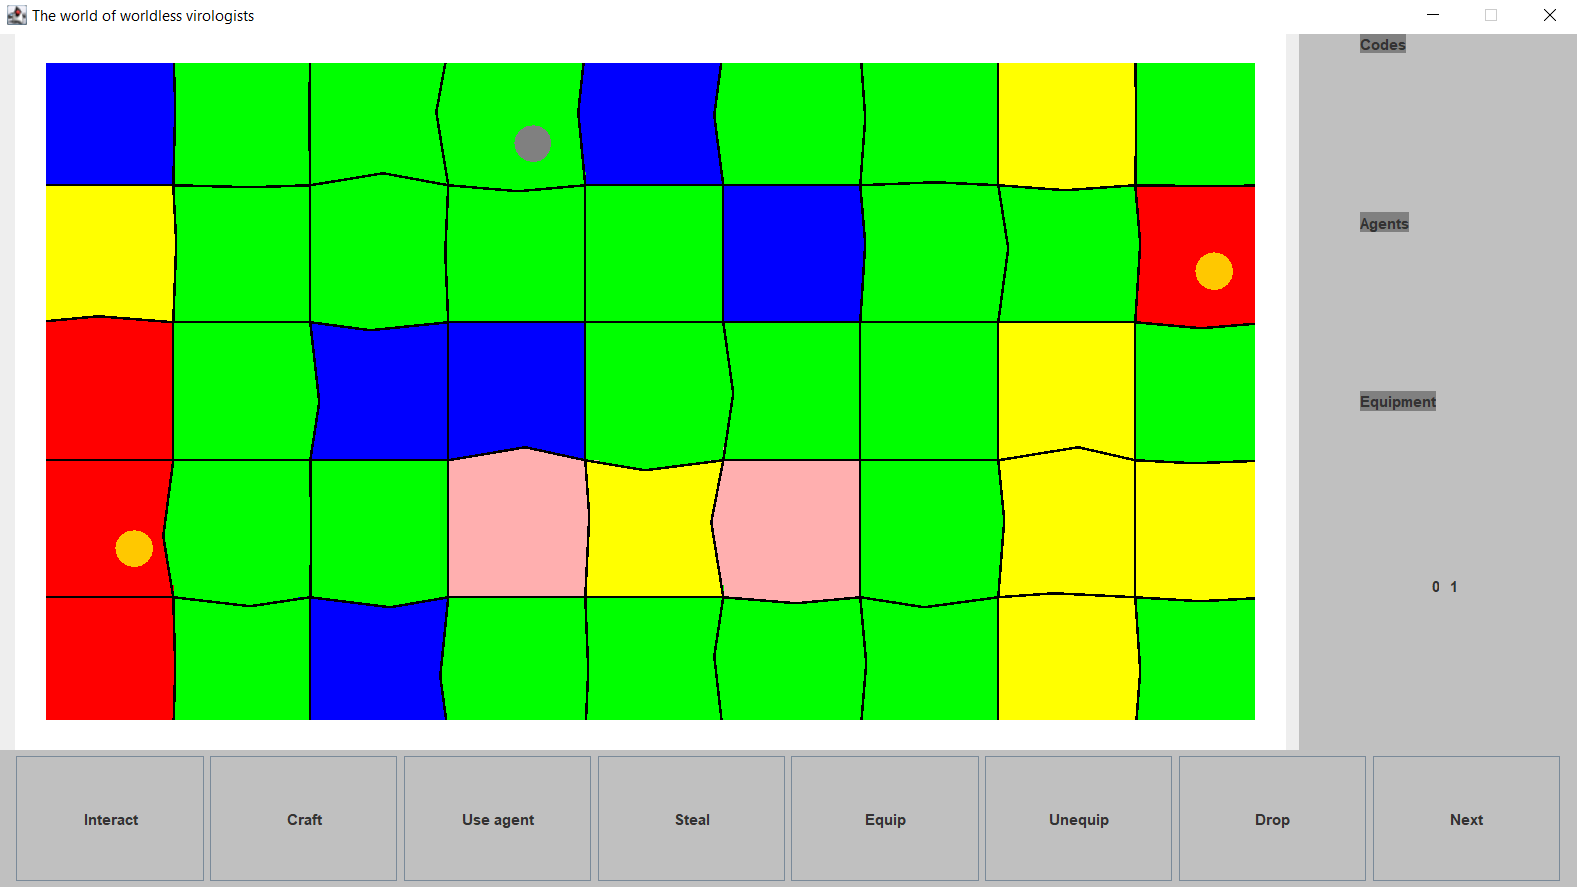 The world of worldless virologists
Codes
Agents
Equipment
0 1
Interact
Craft
Use agent
Steal
Equip
Unequip
Drop
Next